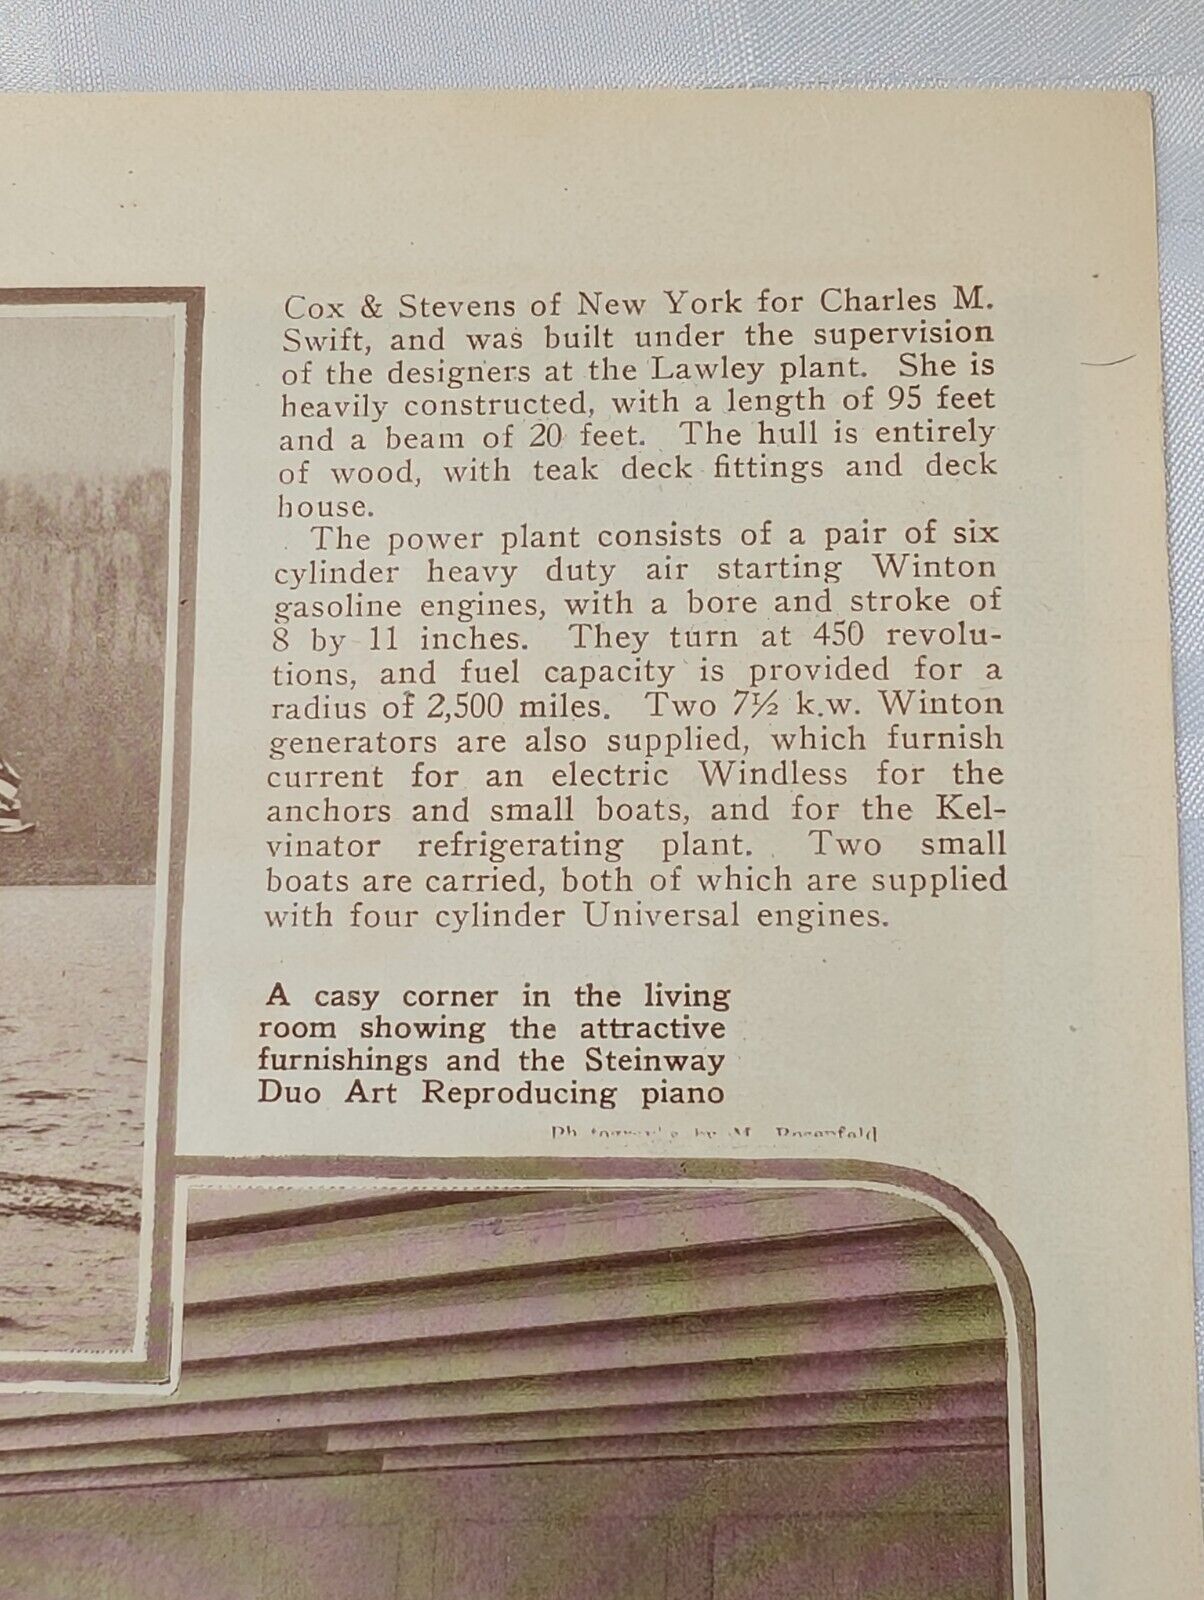 Cox & Stevens of New York for Charles M.
Swift, and was built under the supervision
of the designers at the Lawley plant. She is
heavily constructed, with a length of 95 feet
and a beam of 20 feet. The hull is entirely
of wood, with teak deck fittings and deck
house.
The power plant consists of a pair of six
cylinder heavy duty air starting Winton
gasoline engines, with a bore and stroke of
8 by 11 inches. They turn at 450 revolu-
tions, and fuel capacity is provided for a
radius of 2,500 miles. Two 7½ k.w. Winton
generators are also supplied, which furnish
current for an electric Windless for the
anchors and small boats, and for the Kel-
vinator refrigerating plant. Two small
boats are carried, both of which are supplied
with four cylinder Universal engines.
A casy corner in the living
room showing the attractive
furnishings and the Steinway
Duo Art Reproducing piano
by M. Rosenfeld